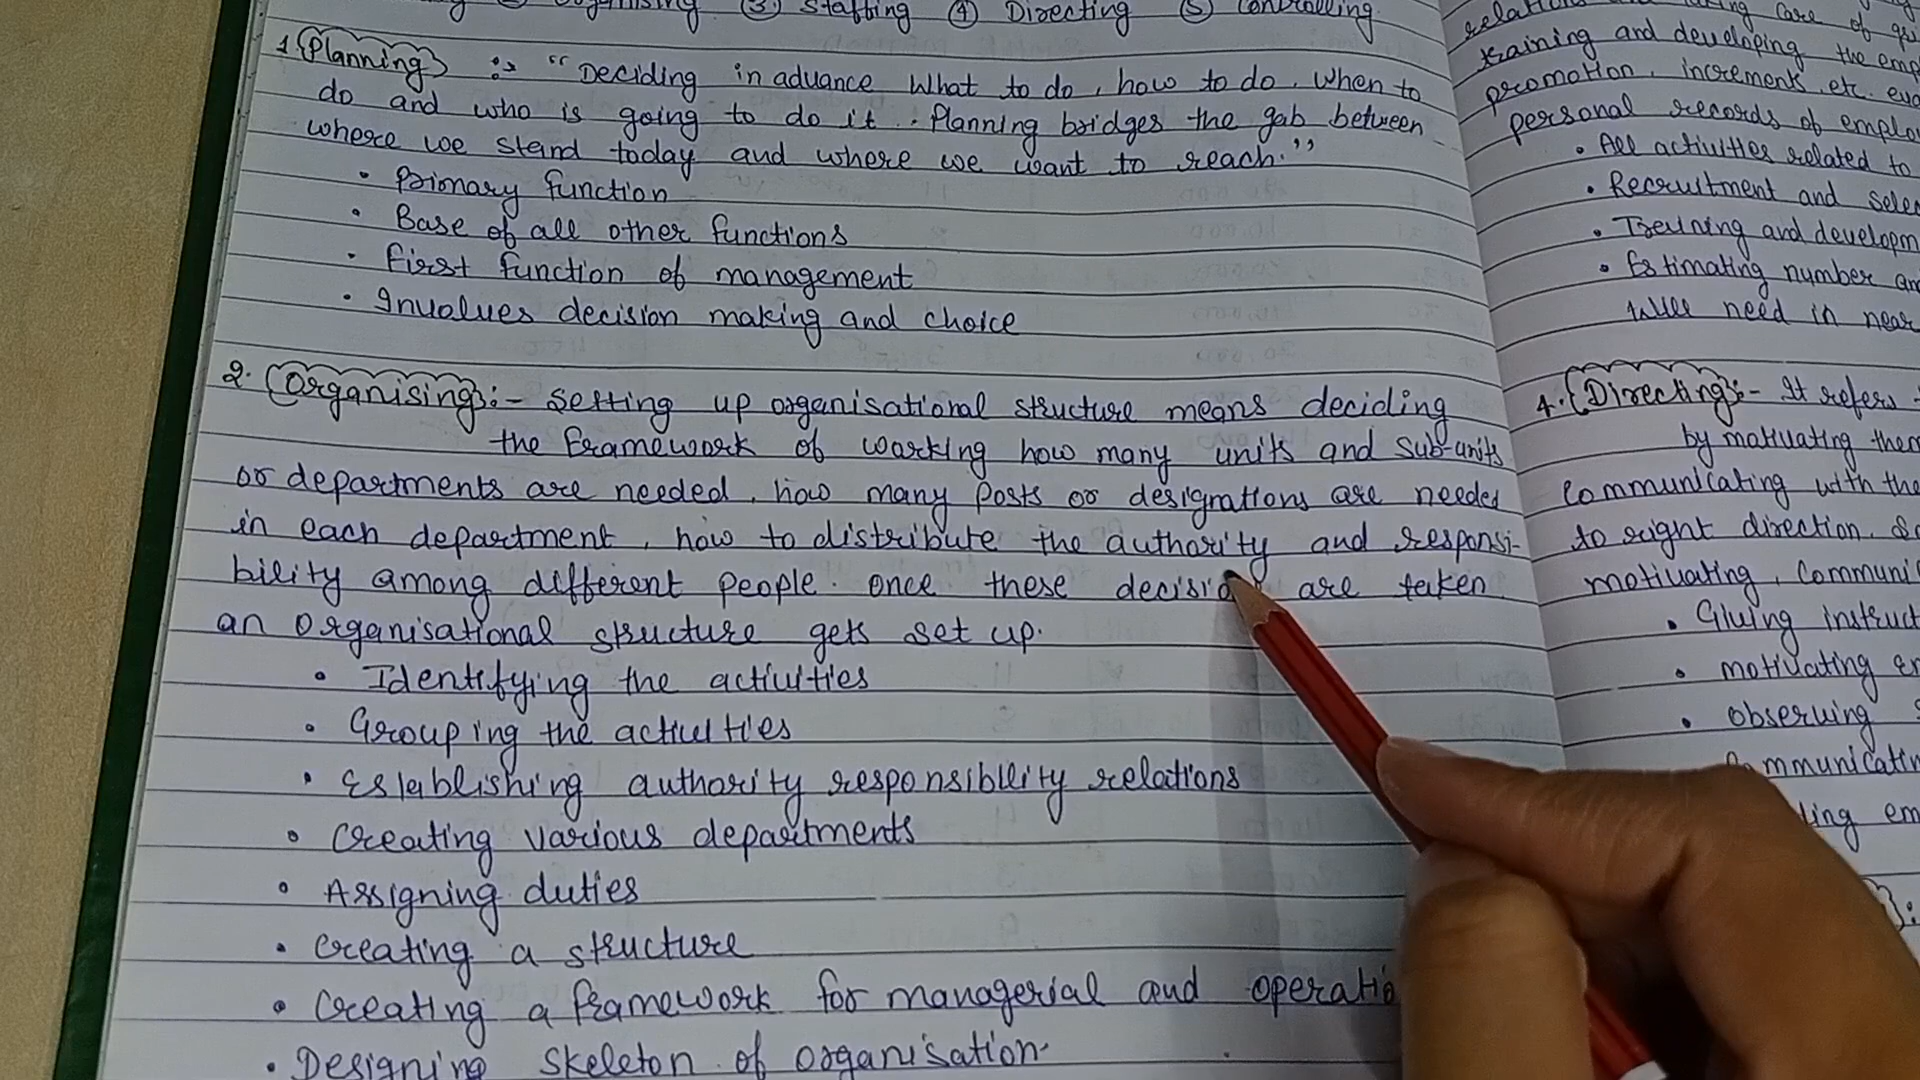 ③ Staffing ④ Directing ⑤ Controlling
1. Planning :→ "Deciding in advance What to do, how to do. When to
do and who is going to do it. Planning bridges the gab between
where we stand today and where we want to reach."
• Primary function
• Base of all other functions
• First function of management
• Involves decision making and choice
2. Organising :- Setting up organisational structure means deciding
the framework of working how many units and sub-units
or departments are needed, how many posts or designations are needed
in each department, how to distribute the authority and responsi-
bility among different people. once these are taken
an organisational structure gets set up.
• Identifying the activities
• Grouping the activities
• Establishing authority responsibility relations
• Creating various departments
• Assigning duties
• Creating a structure
• Creating a framework for managerial and
• Designing skeleton of organisation.
care of
training and developing the
promotion, increments, etc.
personal records of
• All activities related to
• Recruitment and
• Training and
• Estimating number
will need in near
4. Directing :- It refers
by motivating
Communicating with the
to right direction.
motivating,
• Giving
• motivating
• observing